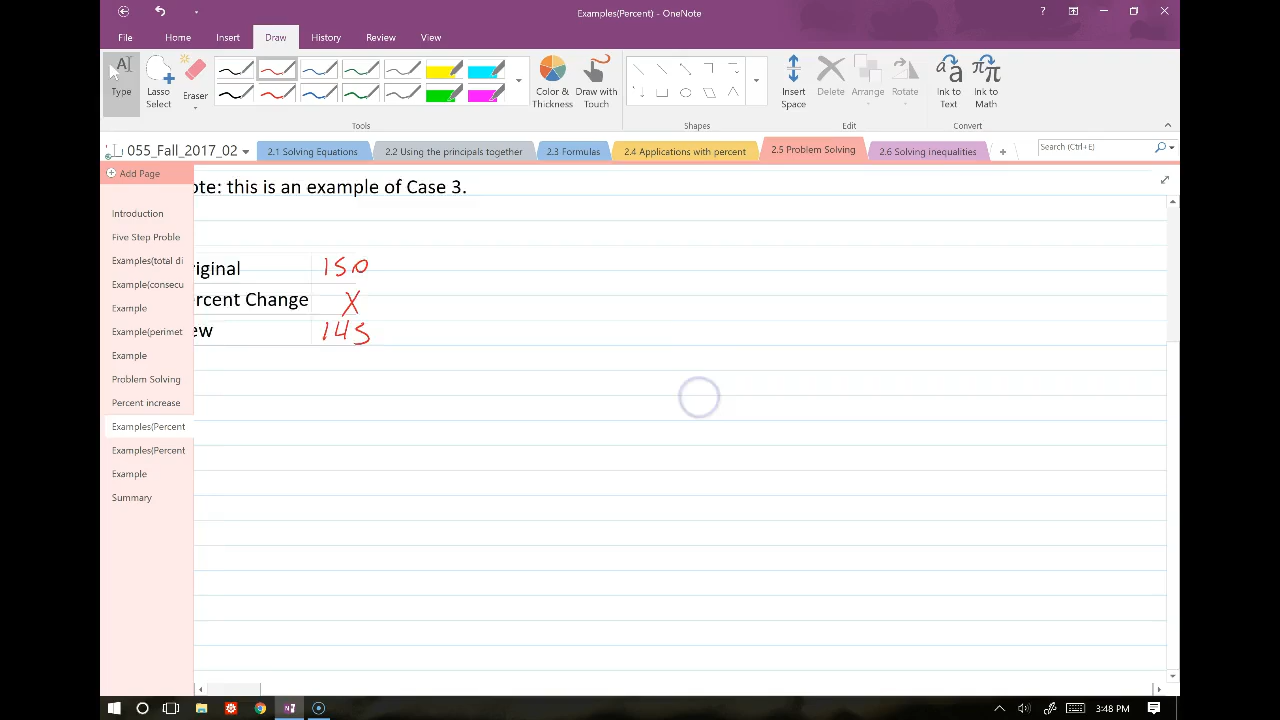 Examples(Percent) - OneNote
?
File Home Insert Draw History Review View
Type
Lasso Select
Eraser
Color & Thickness
Draw with Touch
Insert Space
Delete
Arrange
Rotate
Ink to Text
Ink to Math
Tools Shapes Edit Convert
055_Fall_2017_02 2.1 Solving Equations 2.2 Using the principals together 2.3 Formulas 2.4 Applications with percent 2.5 Problem Solving 2.6 Solving inequalities + Search (Ctrl+E)
Add Page
ote: this is an example of Case 3.
Introduction
Five Step Proble
Examples(total di
Example(consecu
Example
Example(perimet
Example
Problem Solving
Percent increase
Examples(Percent
Examples(Percent
Example
Summary
riginal 150
rcent Change X
ew 145
3:48 PM